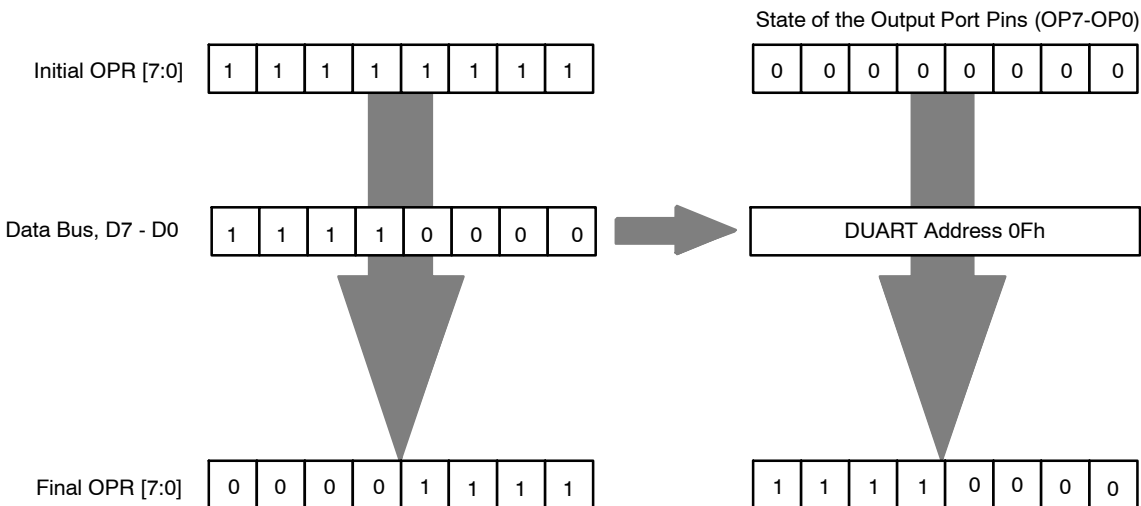 State of the Output Port Pins (OP7-OP0)
Initial OPR [7:0] 1 1 1 1 1 1 1 1 0 0 0 0 0 0 0 0
Data Bus, D7 - D0 1 1 1 1 0 0 0 0 DUART Address 0Fh
Final OPR [7:0] 0 0 0 0 1 1 1 1 1 1 1 1 0 0 0 0